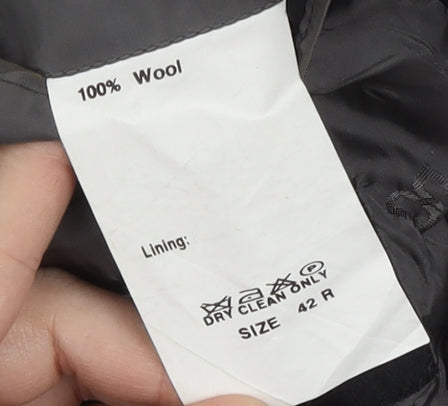 100% Wool
Lining:
P
DRY CLEAN ONLY
SIZE 42 R